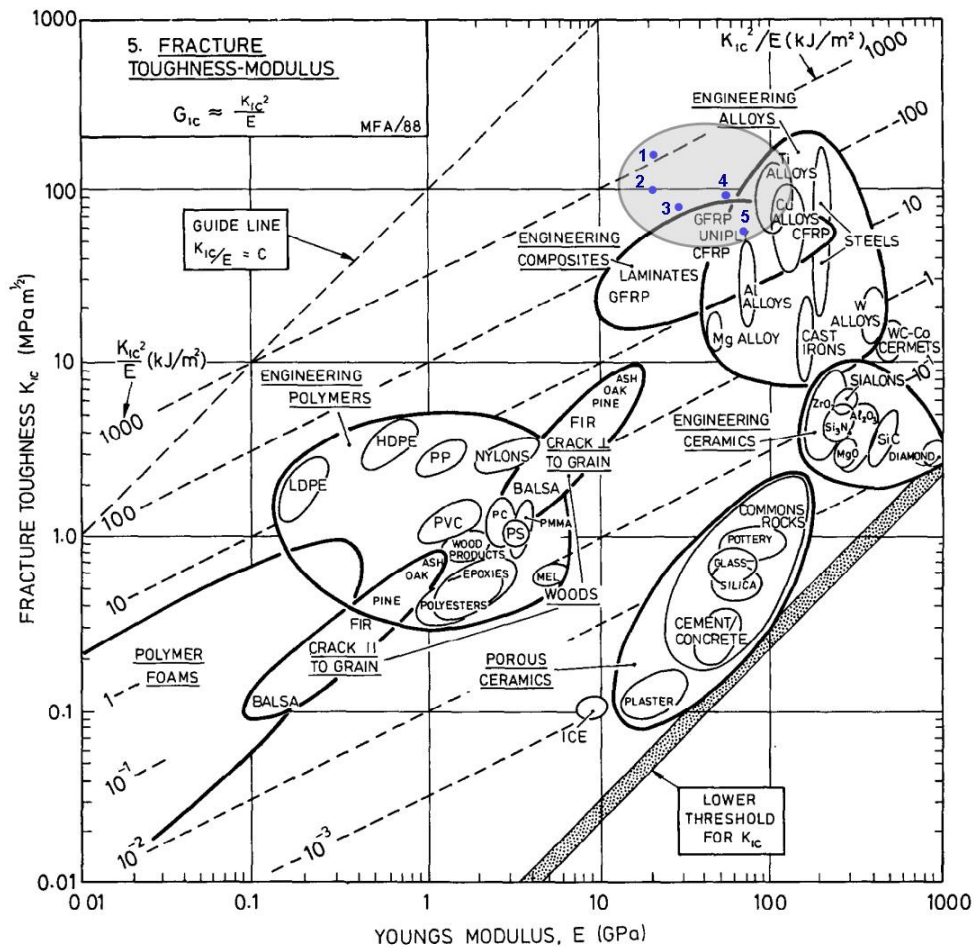 5. FRACTURE
TOUGHNESS-MODULUS
G_IC ≈ K_IC²/E
MFA/88
K_IC²/E (kJ/m²)
1000
100
10
1
10⁻¹
ENGINEERING
ALLOYS
1
2
3
4
5
Ti
ALLOYS
Cu
ALLOYS
CFRP
GFRP
UNIPLY
CFRP
STEELS
GUIDE LINE
K_IC/E = C
ENGINEERING
COMPOSITES
LAMINATES
GFRP
Al
ALLOYS
Mg ALLOY
CAST
IRONS
W
ALLOYS
WC-Co
CERMETS
K_IC²/E (kJ/m²)
1000
100
10
1
10⁻¹
10⁻²
10⁻³
ENGINEERING
POLYMERS
HDPE
LDPE
PP
NYLONS
PVC
PC
PS
PMMA
WOOD
PRODUCTS
EPOXIES
POLYESTERS
MEL
ASH
OAK
PINE
FIR
CRACK ⊥
TO GRAIN
BALSA
WOODS
ASH
OAK
PINE
FIR
CRACK II
TO GRAIN
BALSA
POLYMER
FOAMS
ENGINEERING
CERAMICS
SIALONS
ZrO₂
Al₂O₃
Si₃N₄
MgO
SiC
DIAMOND
COMMONS
ROCKS
POTTERY
GLASS
SILICA
CEMENT/
CONCRETE
POROUS
CERAMICS
PLASTER
ICE
LOWER
THRESHOLD
FOR K_IC
FRACTURE TOUGHNESS K_IC (MPa m^1/2)
1000
100
10
1.0
0.1
0.01
0 01
0.1
1
10
100
1000
YOUNGS MODULUS, E (GPa)